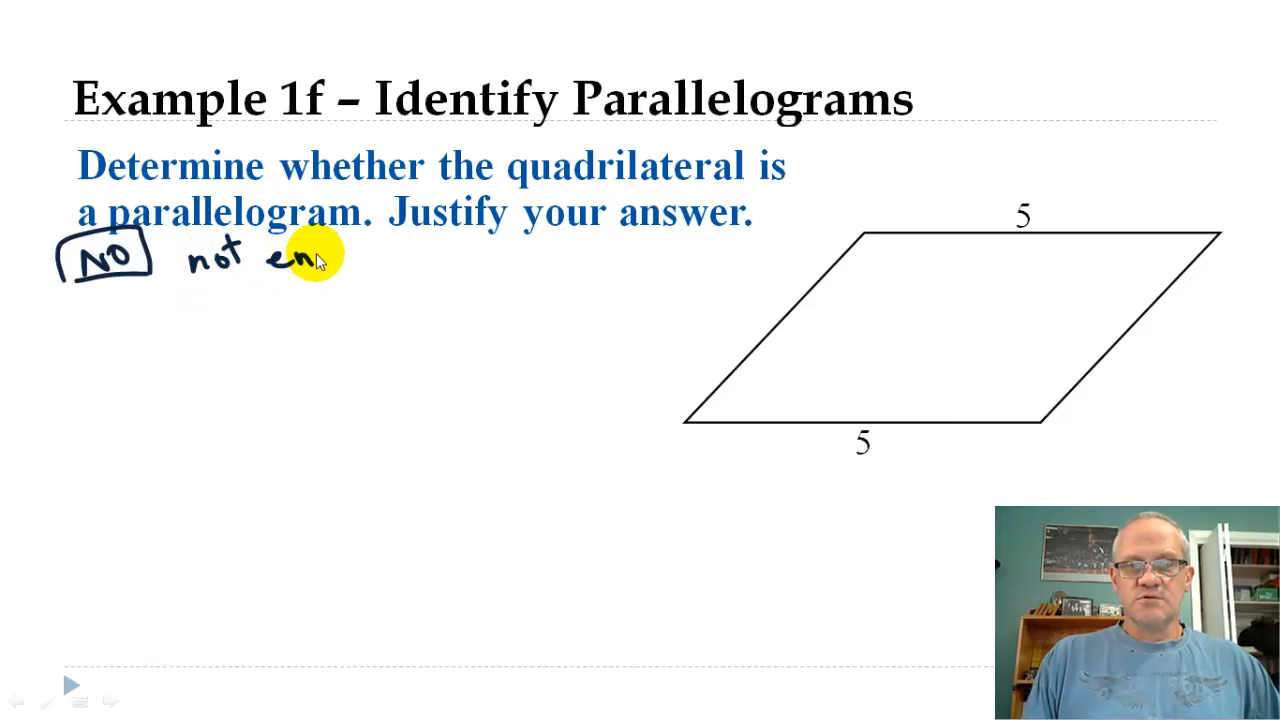 Example 1f – Identify Parallelograms
Determine whether the quadrilateral is
a parallelogram. Justify your answer.
NO not en
5
5